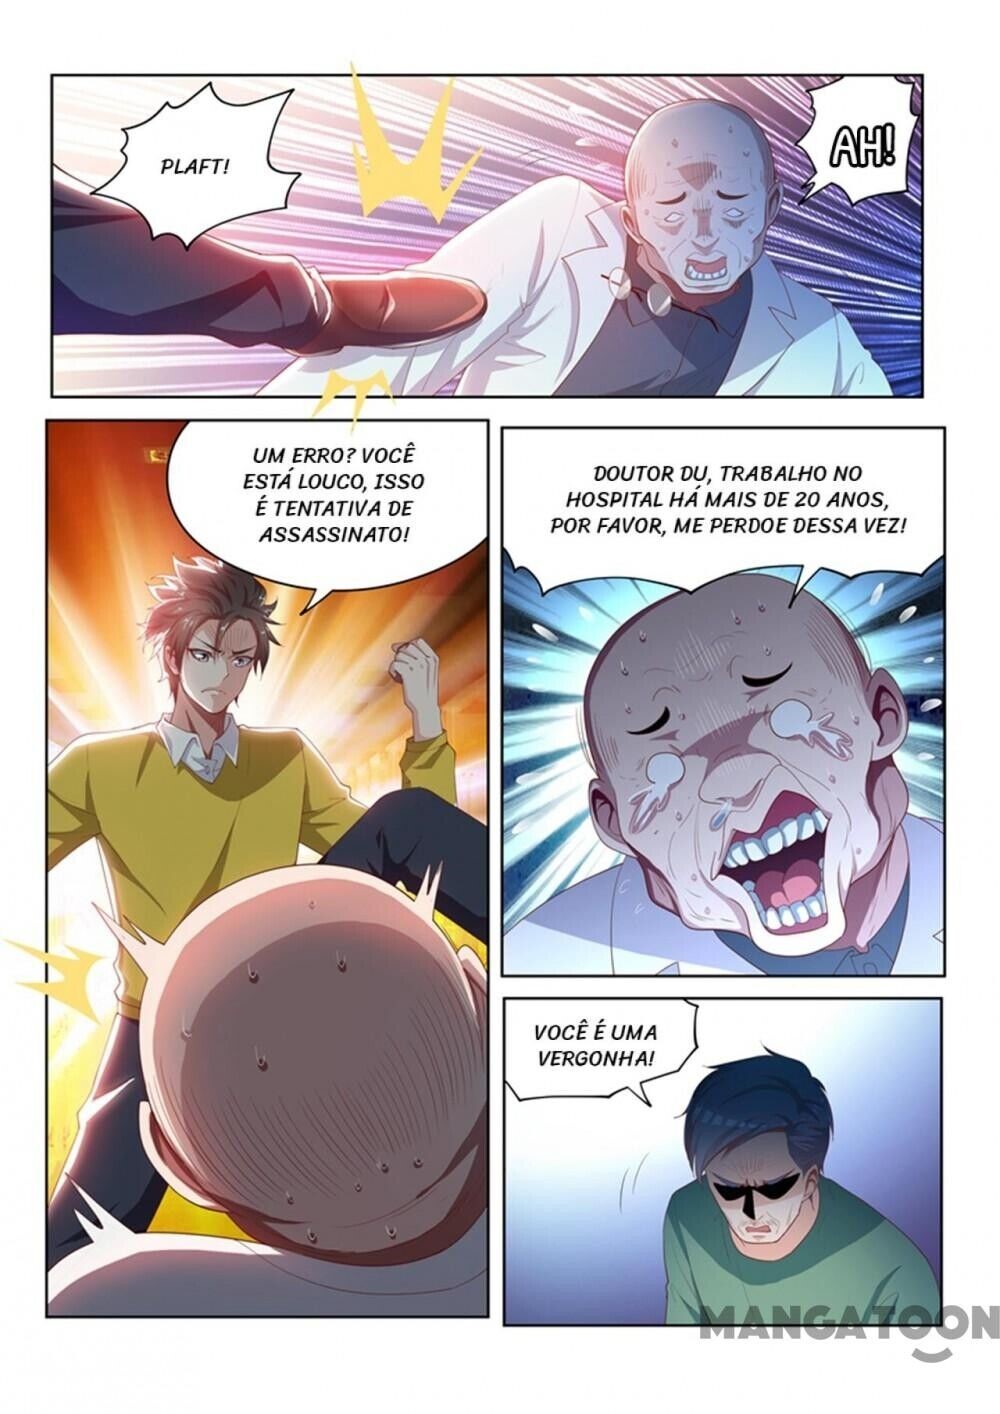 PLAFT!
AH!
UM ERRO? VOCÊ
ESTÁ LOUCO, ISSO
É TENTATIVA DE
ASSASSINATO!
DOUTOR DU, TRABALHO NO
HOSPITAL HÁ MAIS DE 20 ANOS,
POR FAVOR, ME PERDOE DESSA VEZ!
VOCÊ É UMA
VERGONHA!
MANGATOON